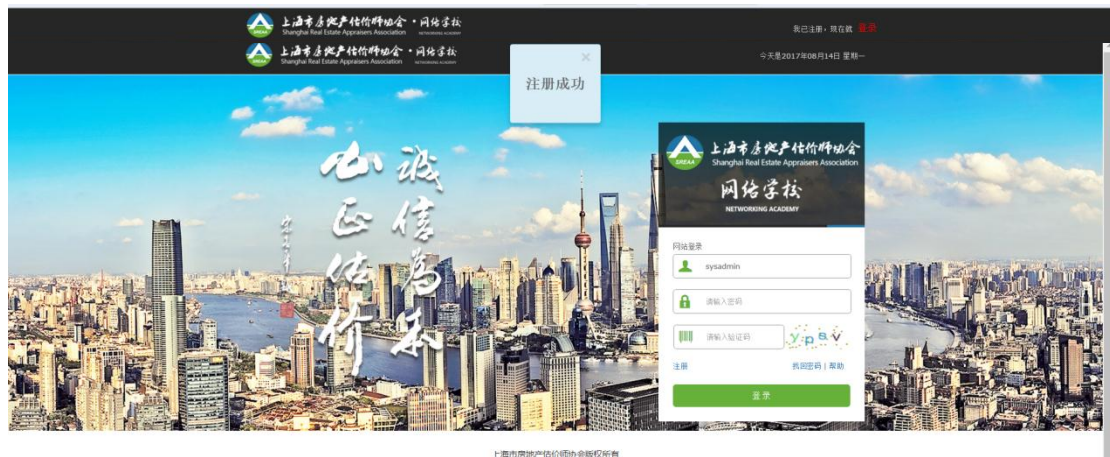 上海市房地产估价师协会・网络学校
Shanghai Real Estate Appraisers Association NETWORKING ACADEMY
SREAA
我已注册，现在就 登录
上海市房地产估价师协会・网络学校
Shanghai Real Estate Appraisers Association NETWORKING ACADEMY
SREAA
今天是2017年08月14日 星期一
×
注册成功
诚信为本
心正估价
上海市房地产估价师协会
Shanghai Real Estate Appraisers Association
SREAA
网络学校
NETWORKING ACADEMY
网站登录
sysadmin
请输入密码
请输入验证码
y p s v
注册
找回密码 | 帮助
登录
上海市房地产估价师协会版权所有